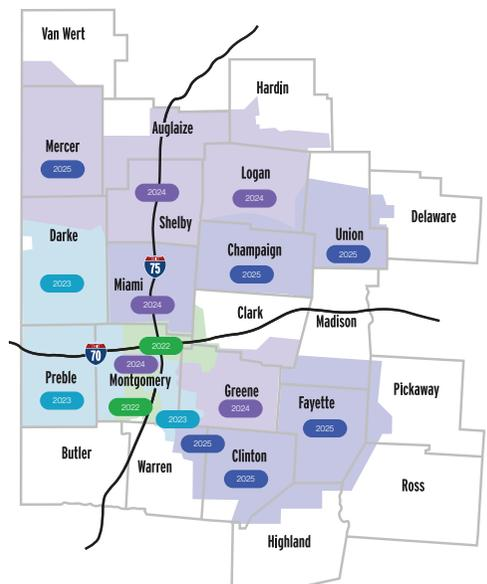 Van Wert
Hardin
Auglaize
Mercer
2025
Logan
2024
2024
Shelby
Delaware
Darke
Union
2025
Champaign
2025
75
2023
Miami
2024
Clark
Madison
2022
70
2024
Montgomery
Preble
2023
Greene
2024
Pickaway
Fayette
2025
2022
2023
2025
Butler
Warren
Clinton
2025
Ross
Highland